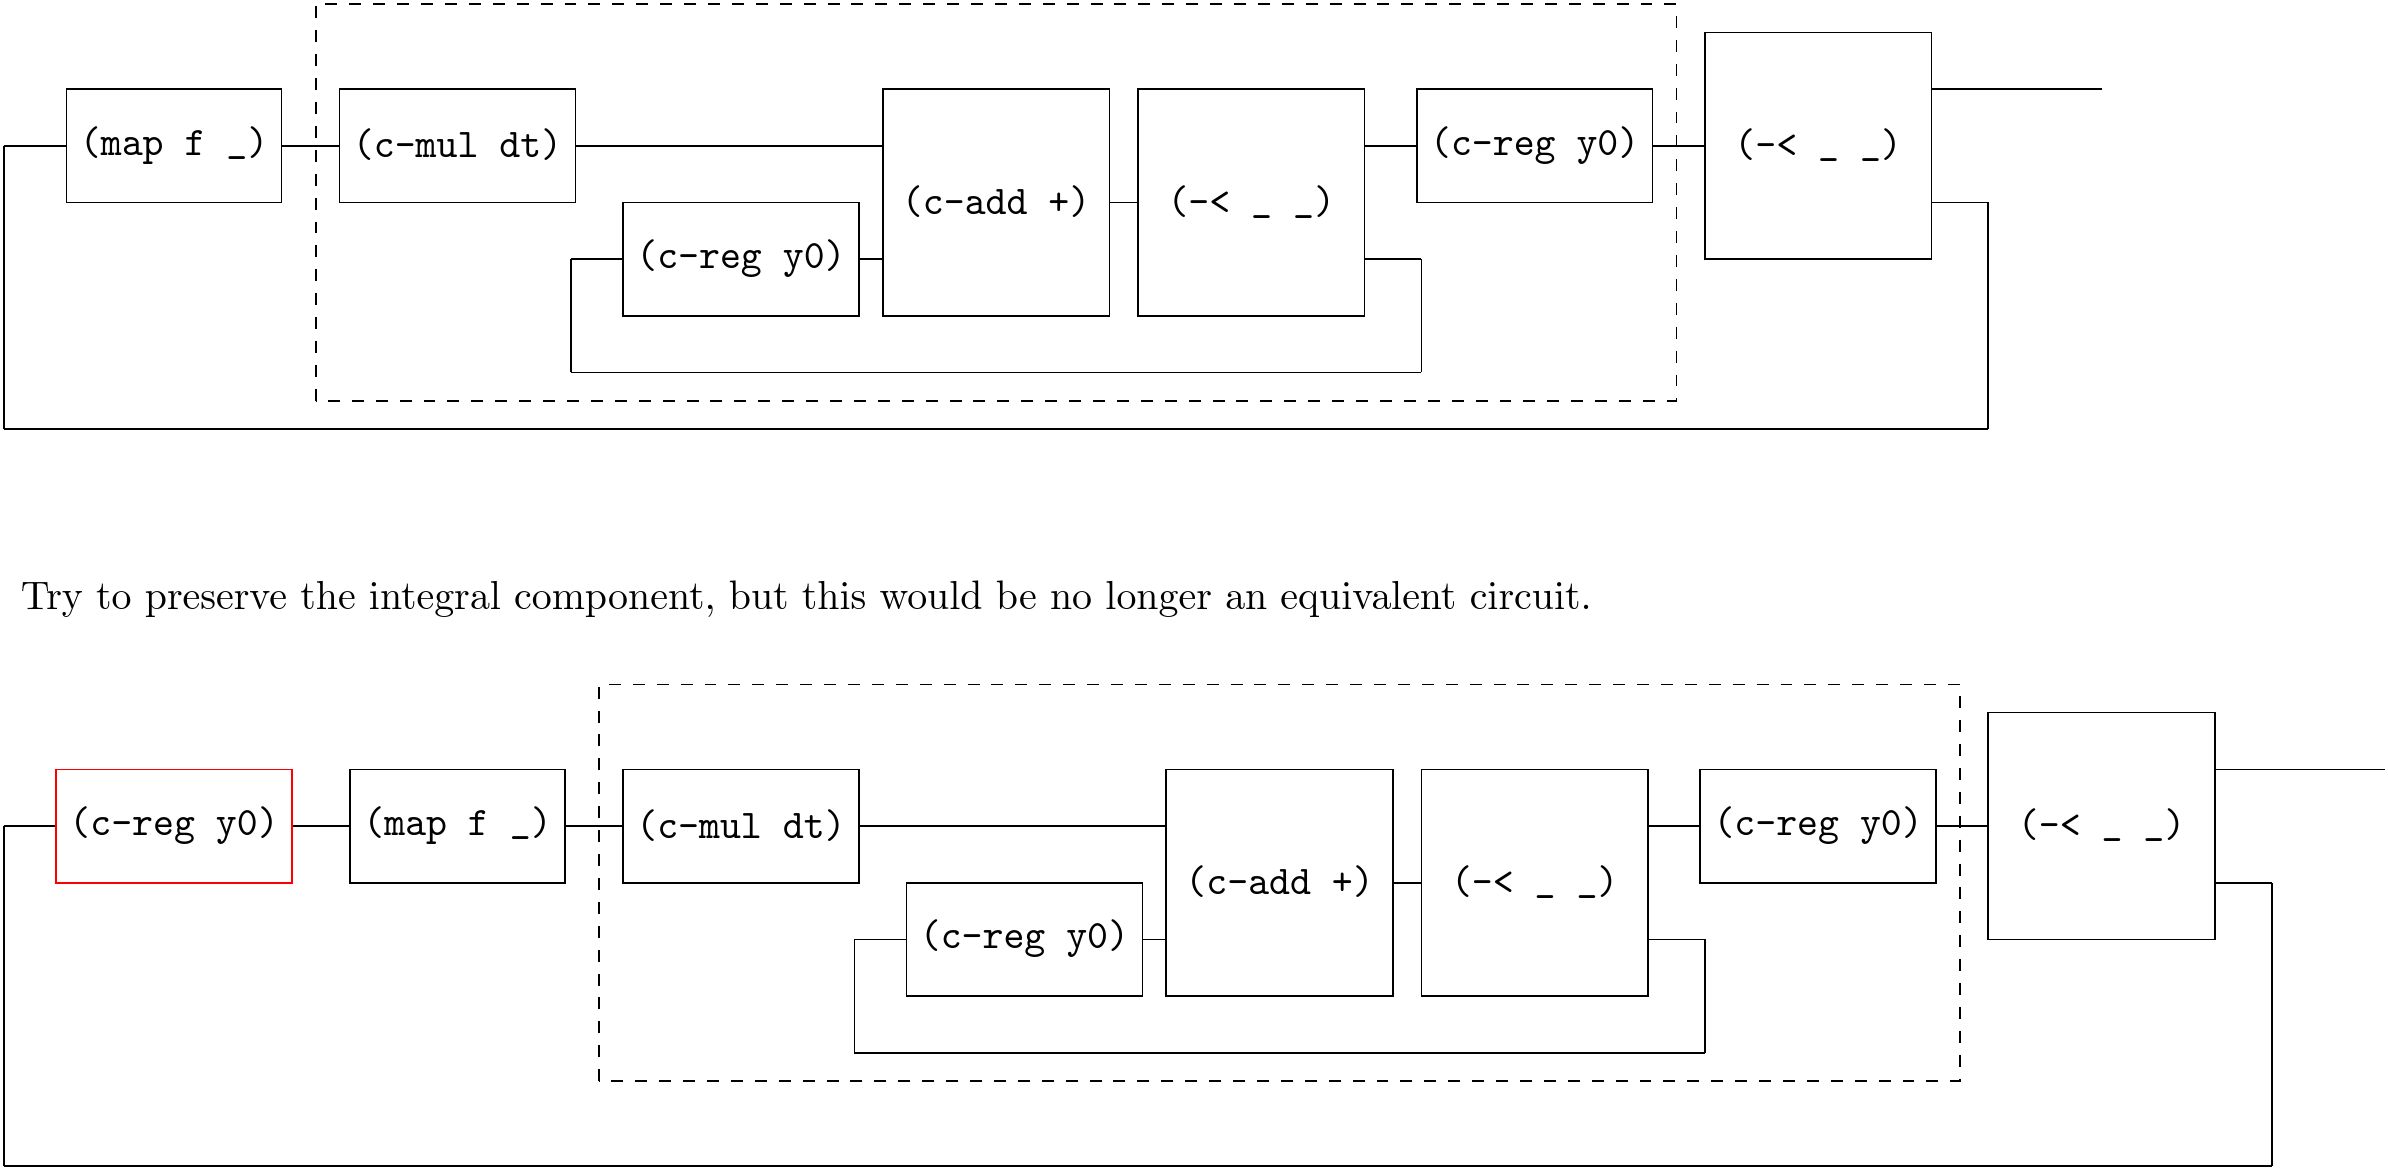 (map f _) (c-mul dt) (c-reg y0) (-< _ _)
(c-add +) (-< _ _)
(c-reg y0)
Try to preserve the integral component, but this would be no longer an equivalent circuit.
(c-reg y0) (map f _) (c-mul dt) (c-reg y0) (-< _ _)
(c-add +) (-< _ _)
(c-reg y0)